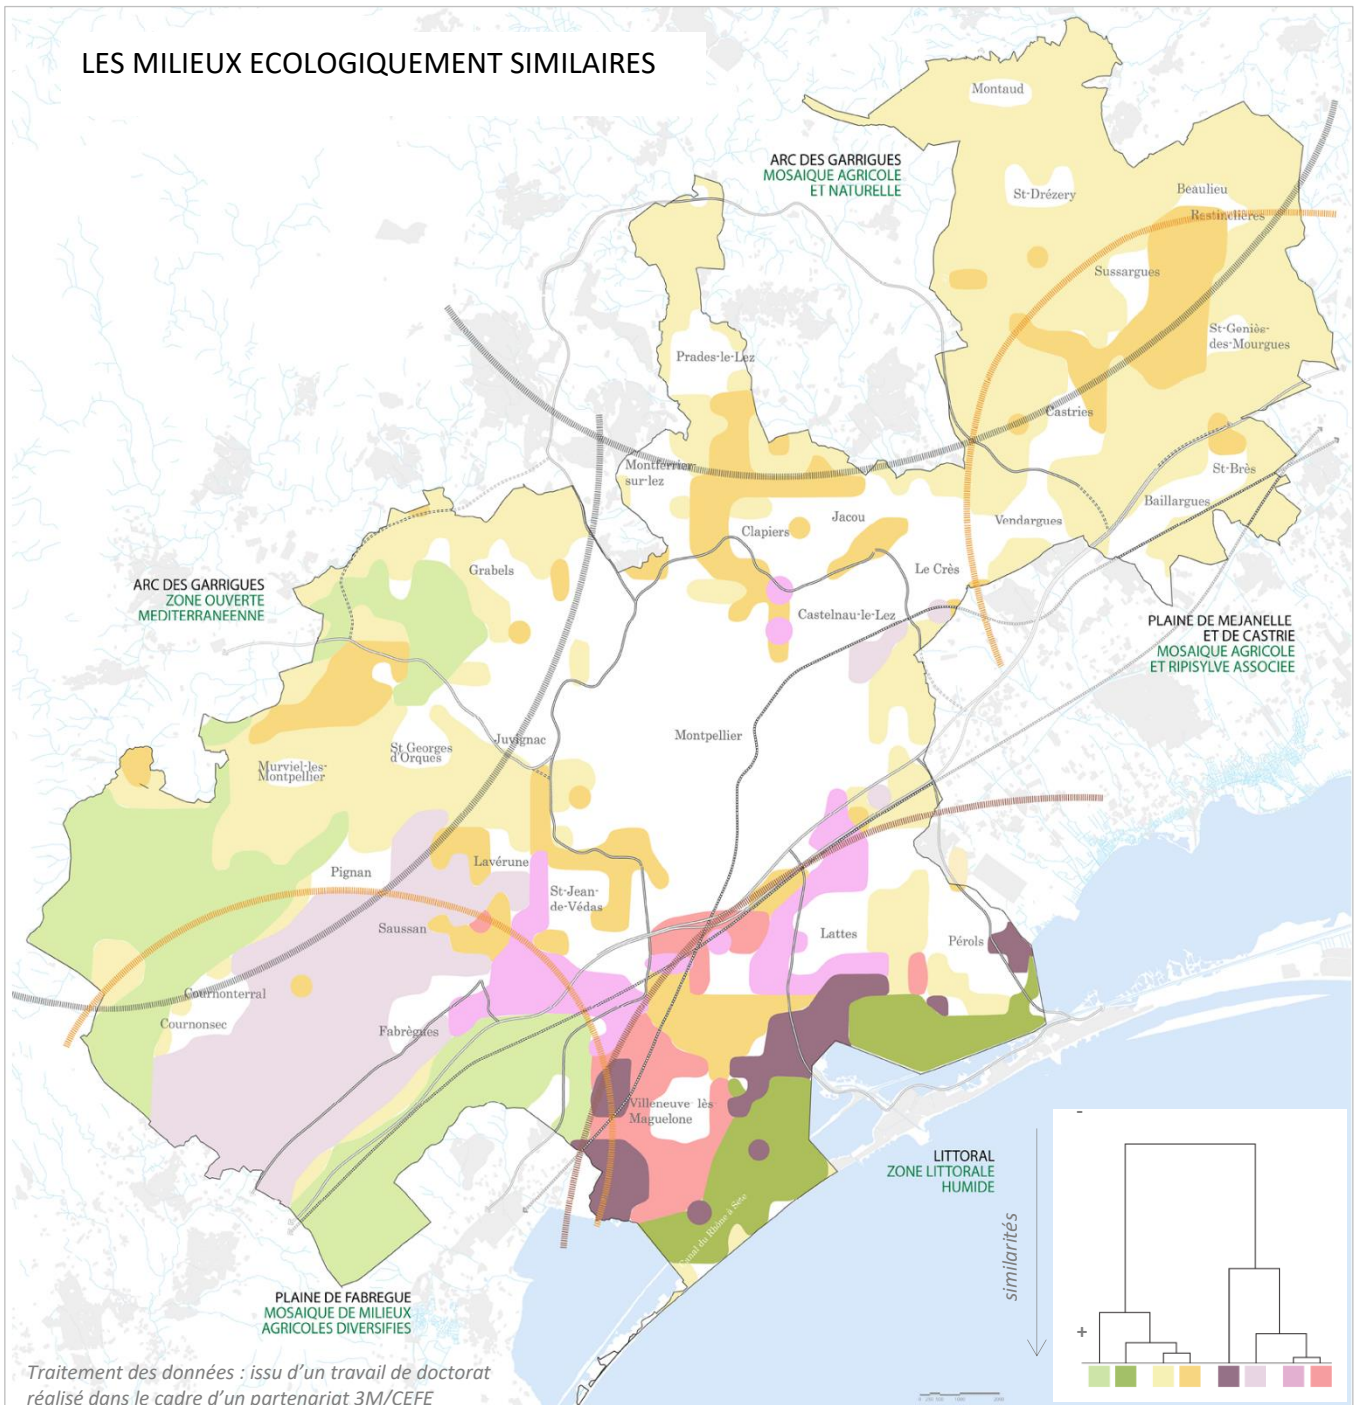 LES MILIEUX ECOLOGIQUEMENT SIMILAIRES
Montaud
ARC DES GARRIGUES
MOSAIQUE AGRICOLE
ET NATURELLE
St-Drézery
Beaulieu
Restinclières
Sussargues
St-Geniès-
des-Mourgues
Prades-le-Lez
Castries
Montferrier-
sur-lez
St-Brès
Baillargues
Jacou
Clapiers
Vendargues
Grabels
Le Crès
ARC DES GARRIGUES
ZONE OUVERTE
MEDITERRANEENNE
Castelnau-le-Lez
PLAINE DE MEJANELLE
ET DE CASTRIE
MOSAIQUE AGRICOLE
ET RIPISYLVE ASSOCIEE
Montpellier
Juvignac
St Georges
d'Orques
Murviel-les-
Montpellier
Lavérune
Pignan
St-Jean-
de-Védas
Saussan
Lattes
Pérols
Cournonterral
Cournonsec
Fabrègues
Villeneuve lès
Maguelone
LITTORAL
ZONE LITTORALE
HUMIDE
canal du Rhône à Sete
PLAINE DE FABREGUE
MOSAIQUE DE MILIEUX
AGRICOLES DIVERSIFIES
-
similarités
+
Traitement des données : issu d'un travail de doctorat
réalisé dans le cadre d'un partenariat 3M/CEFE